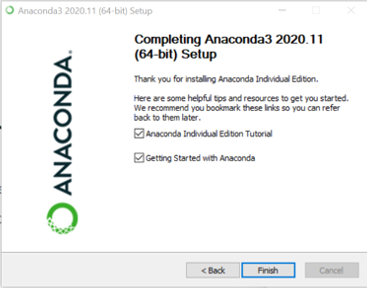 Anaconda3 2020.11 (64-bit) Setup
Completing Anaconda3 2020.11
(64-bit) Setup
Thank you for installing Anaconda Individual Edition.
Here are some helpful tips and resources to get you started.
We recommend you bookmark these links so you can refer
back to them later.
Anaconda Individual Edition Tutorial
Getting Started with Anaconda
ANACONDA.
< Back
Finish
Cancel